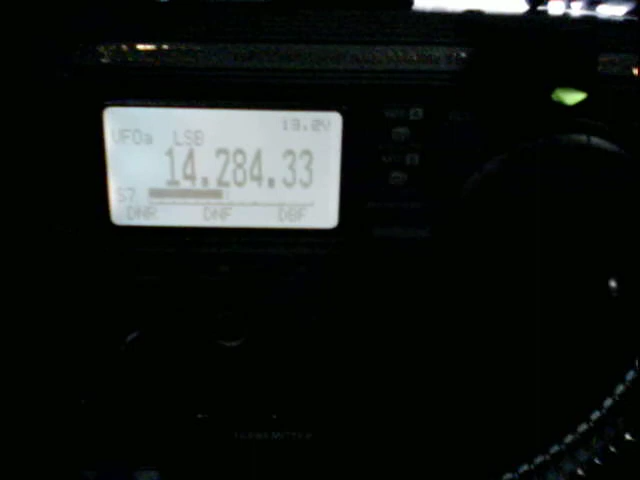 13.8V
VFOa LSB
14.284.33
S7
DNR DNF DBF